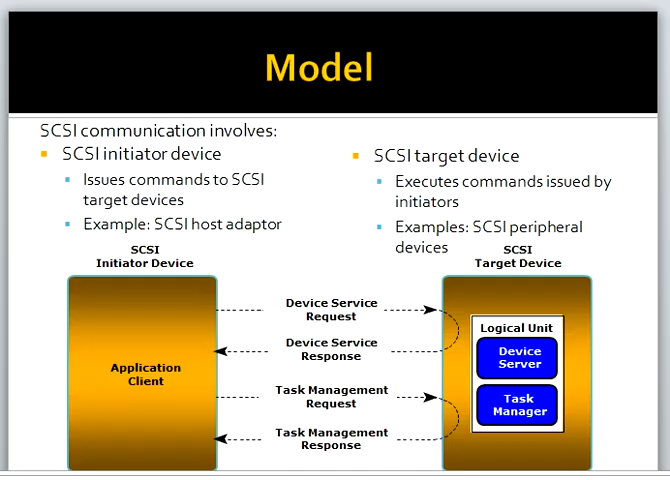 Model
SCSI communication involves:
SCSI initiator device
Issues commands to SCSI
target devices
Example: SCSI host adaptor
SCSI target device
Executes commands issued by
initiators
Examples: SCSI peripheral
devices
SCSI
Initiator Device
SCSI
Target Device
Application
Client
Device Service
Request
Device Service
Response
Task Management
Request
Task Management
Response
Logical Unit
Device
Server
Task
Manager